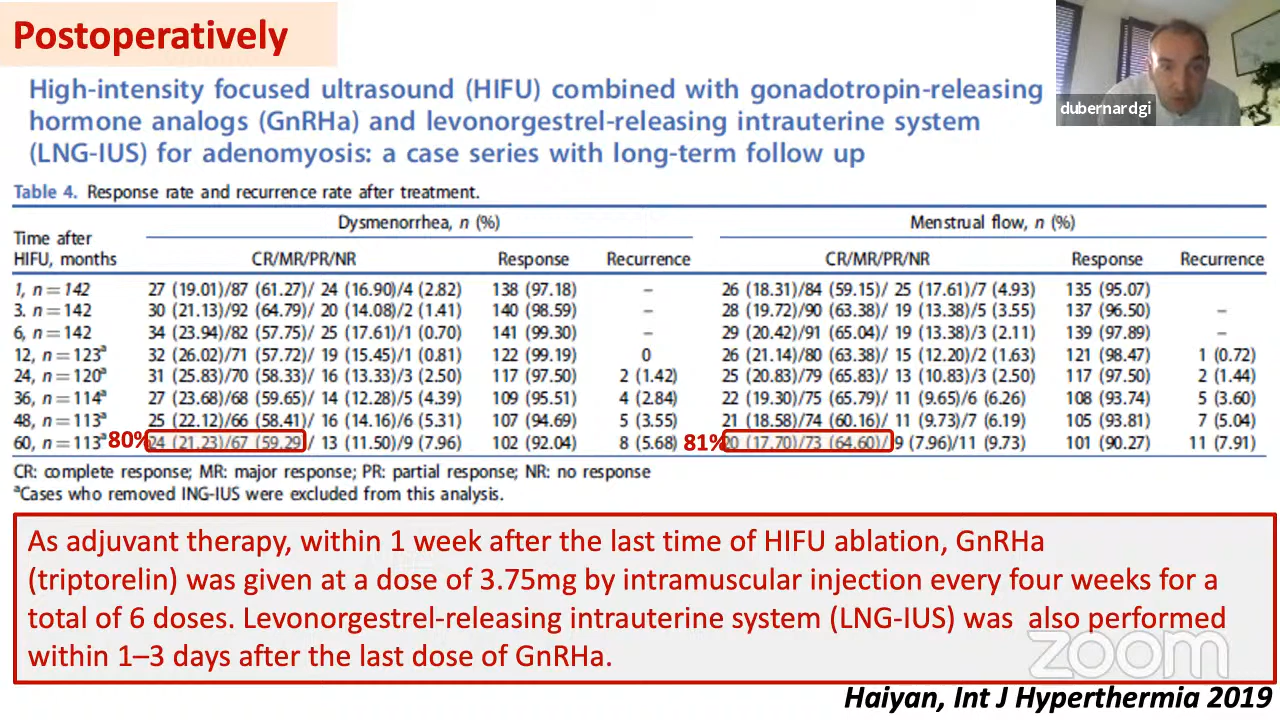 Postoperatively
dubernardgi
High-intensity focused ultrasound (HIFU) combined with gonadotropin-releasing
hormone analogs (GnRHa) and levonorgestrel-releasing intrauterine system
(LNG-IUS) for adenomyosis: a case series with long-term follow up
Table 4. Response rate and recurrence rate after treatment.
Dysmenorrhea, n (%) Menstrual flow, n (%)
Time after
HIFU, months CR/MR/PR/NR Response Recurrence CR/MR/PR/NR Response Recurrence
1, n=142 27 (19.01)/87 (61.27)/ 24 (16.90)/4 (2.82) 138 (97.18) – 26 (18.31)/84 (59.15)/ 25 (17.61)/7 (4.93) 135 (95.07)
3. n=142 30 (21.13)/92 (64.79)/ 20 (14.08)/2 (1.41) 140 (98.59) – 28 (19.72)/90 (63.38)/ 19 (13.38)/5 (3.55) 137 (96.50) –
6, n=142 34 (23.94)/82 (57.75)/ 25 (17.61)/1 (0.70) 141 (99.30) – 29 (20.42)/91 (65.04)/ 19 (13.38)/3 (2.11) 139 (97.89) –
12, n=123ᵃ 32 (26.02)/71 (57.72)/ 19 (15.45)/1 (0.81) 122 (99.19) 0 26 (21.14)/80 (63.38)/ 15 (12.20)/2 (1.63) 121 (98.47) 1 (0.72)
24, n=120ᵃ 31 (25.83)/70 (58.33)/ 16 (13.33)/3 (2.50) 117 (97.50) 2 (1.42) 25 (20.83)/79 (65.83)/ 13 (10.83)/3 (2.50) 117 (97.50) 2 (1.44)
36, n=114ᵃ 27 (23.68)/68 (59.65)/ 14 (12.28)/5 (4.39) 109 (95.51) 4 (2.84) 22 (19.30)/75 (65.79)/ 11 (9.65)/6 (6.26) 108 (93.74) 5 (3.60)
48, n=113ᵃ 25 (22.12)/66 (58.41)/ 16 (14.16)/6 (5.31) 107 (94.69) 5 (3.55) 21 (18.58)/74 (60.16)/ 11 (9.73)/7 (6.19) 105 (93.81) 7 (5.04)
60, n=113ᵃ 80% 24 (21.23)/67 (59.29)/ 13 (11.50)/9 (7.96) 102 (92.04) 8 (5.68) 81% 20 (17.70)/73 (64.60)/ 9 (7.96)/11 (9.73) 101 (90.27) 11 (7.91)
CR: complete response; MR: major response; PR: partial response; NR: no response
ᵃCases who removed ING-IUS were excluded from this analysis.
As adjuvant therapy, within 1 week after the last time of HIFU ablation, GnRHa
(triptorelin) was given at a dose of 3.75mg by intramuscular injection every four weeks for a
total of 6 doses. Levonorgestrel-releasing intrauterine system (LNG-IUS) was also performed
within 1–3 days after the last dose of GnRHa.
zoom
Haiyan, Int J Hyperthermia 2019